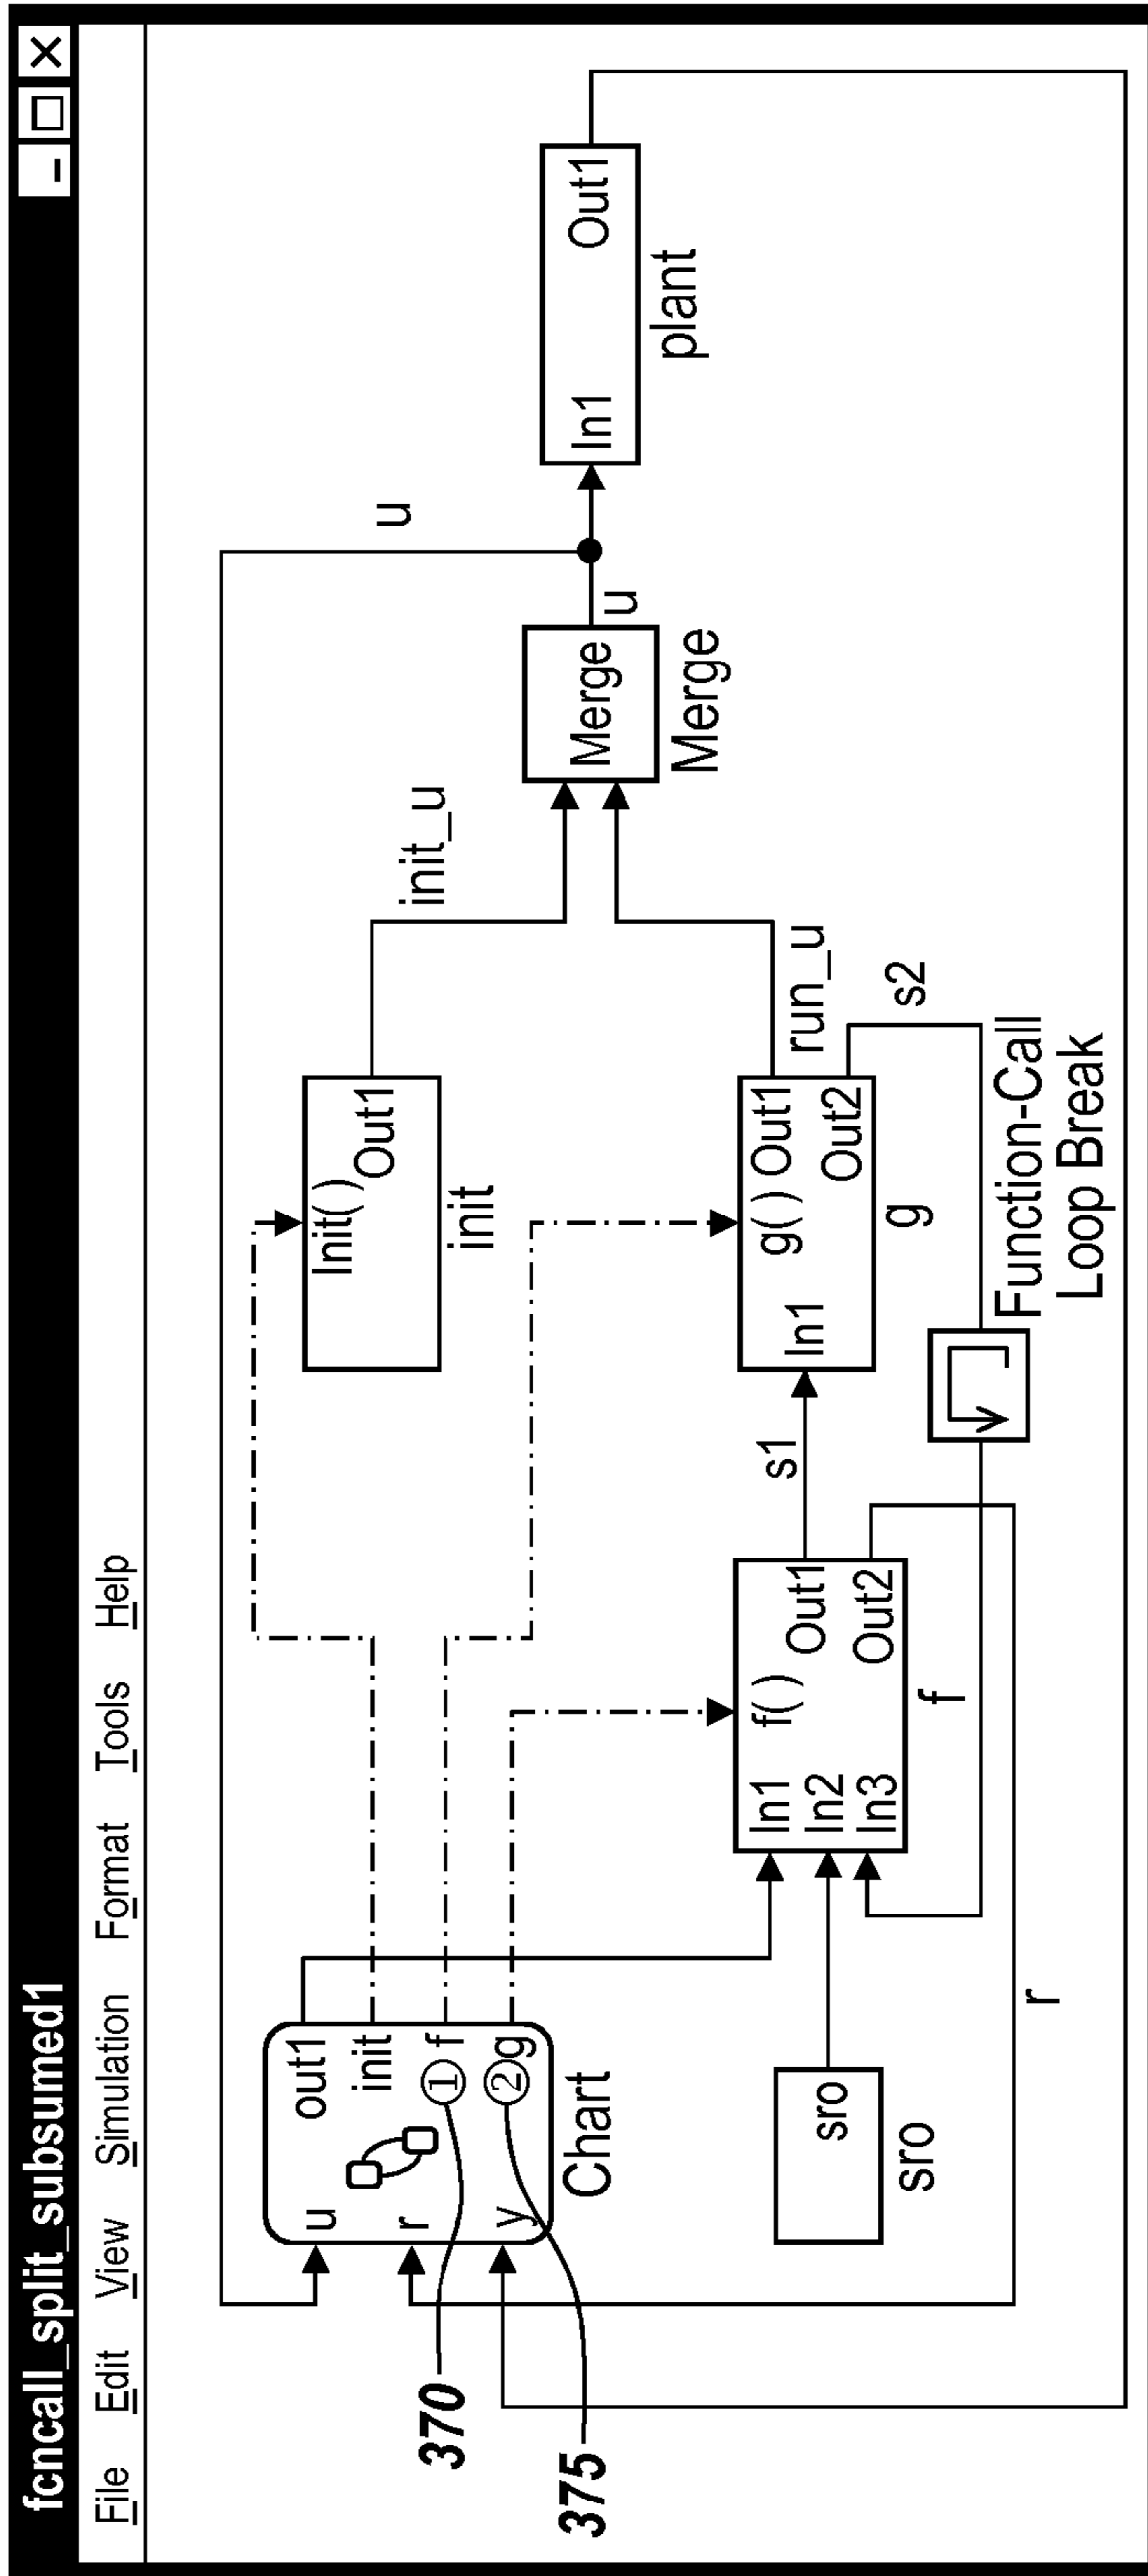 fcncall_split_subsumed1
File Edit View Simulation Format Tools Help
u
out1
init
r
① f
y
② g
Chart
370
375
Init()
Out1
init
init_u
u
Merge
Merge
u
In1
Out1
plant
sro
sro
In1
In2
In3
f()
Out1
Out2
f
s1
In1
g()
Out1
Out2
g
run_u
s2
Function-Call
Loop Break
r